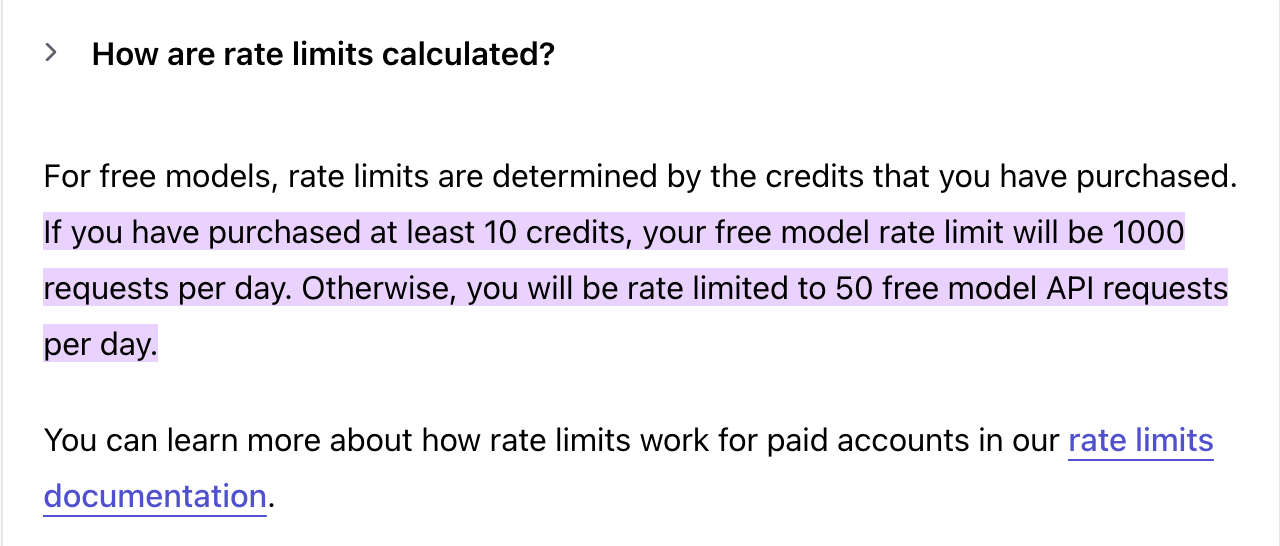 How are rate limits calculated?
For free models, rate limits are determined by the credits that you have purchased.
If you have purchased at least 10 credits, your free model rate limit will be 1000
requests per day. Otherwise, you will be rate limited to 50 free model API requests
per day.
You can learn more about how rate limits work for paid accounts in our rate limits
documentation.